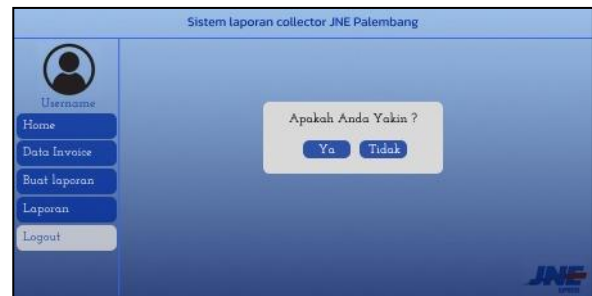 Sistem laporan collector JNE Palembang
Username
Home
Data Invoice
Buat laporan
Laporan
Logout
Apakah Anda Yakin ?
Ya
Tidak
JNE
EXPRESS